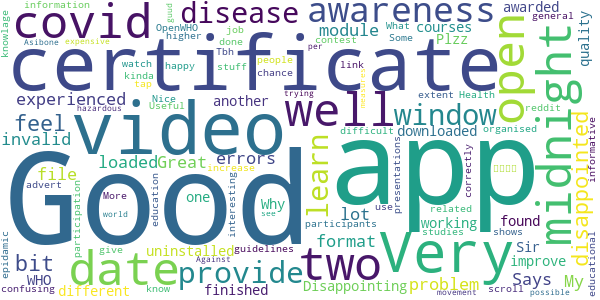 knowlage
information
good
expensive
covid
disease
awareness
awarded
general
Asibone
OpenWHO
job
done
Tbh
stuff
higher
What
Some
contest
module
courses
Plzz
quality
watch
happy
kinda
tap
people
chance
link
per
trying
certificate
open
midnight
disappointed
experienced
another
hazardous
Useful
Nice
Health
extent
reddit
feel
video
well
window
invalid
errors
difficult
downloaded
organised
informative
loaded
Great
increase
learn
app
file
advert
participation
education
one
interesting
Why
lot
participants
use
presentations
working
studies
related
correctly
found
shows
Good
Very
bit
More
world
give
see
format
Sir
improve
educational
epidamic
WHO
date
uninstalled
Against
guidelines
two
Disappointing
problem
Says
My
confusing
different
know
provide
finished
movement
scroll
possible